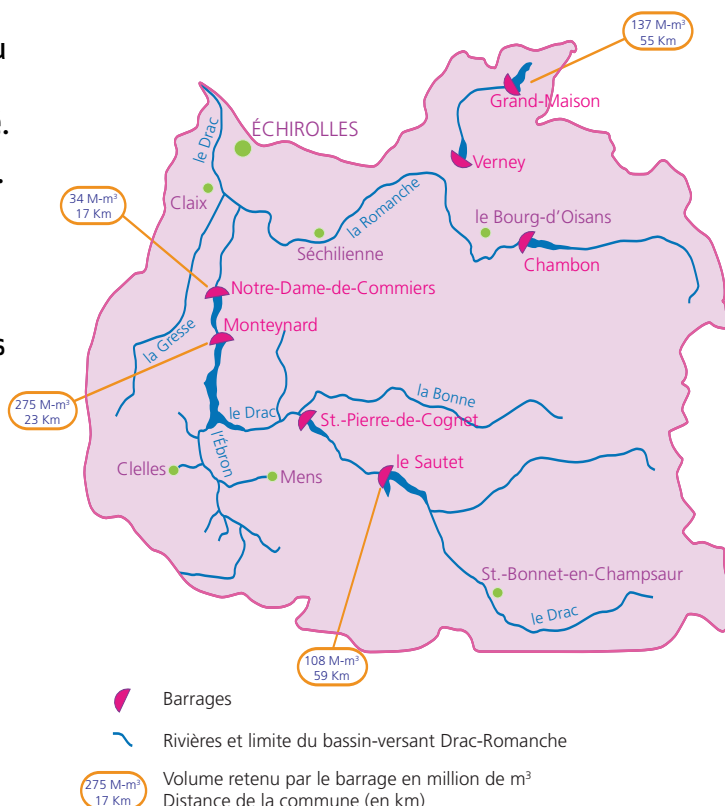 u
e.
.
s
137 M-m³
55 Km
Grand-Maison
ÉCHIROLLES
le Drac
Verney
34 M-m³
17 Km
Claix
la Romanche
le Bourg-d'Oisans
Séchilienne
Chambon
Notre-Dame-de-Commiers
Monteynard
la Gresse
275 M-m³
23 Km
la Bonne
le Drac
St.-Pierre-de-Cognet
l'Ébron
le Sautet
Clelles
Mens
St.-Bonnet-en-Champsaur
le Drac
108 M-m³
59 Km
Barrages
Rivières et limite du bassin-versant Drac-Romanche
275 M-m³
17 Km
Volume retenu par le barrage en million de m³
Distance de la commune (en km)